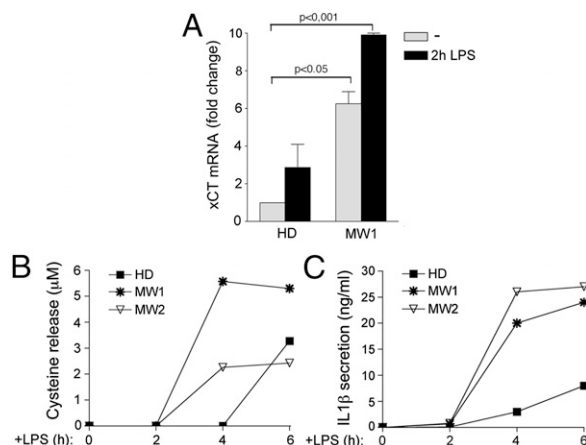 A
p<0,001
p<0.05
10
8
6
4
2
0
xCT mRNA (fold change)
HD
MW1
-
2h LPS
B
HD
MW1
MW2
6
5
4
3
2
1
0
Cysteine release (μM)
+LPS (h):
0
2
4
6
C
HD
MW1
MW2
30
25
20
15
10
5
0
IL1β secretion (ng/ml)
+LPS (h):
0
2
4
6